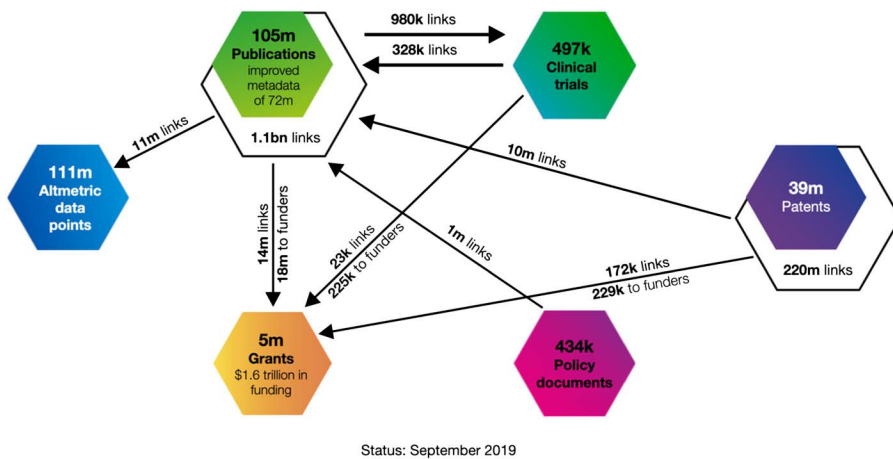 105m
Publications
improved
metadata
of 72m
1.1bn links
980k links
328k links
497k
Clinical
trials
11m links
111m
Altmetric
data
points
14m links
18m to funders
23k links
225k to funders
10m links
1m links
39m
Patents
220m links
172k links
229k to funders
5m
Grants
$1.6 trillion in
funding
434k
Policy
documents
Status: September 2019